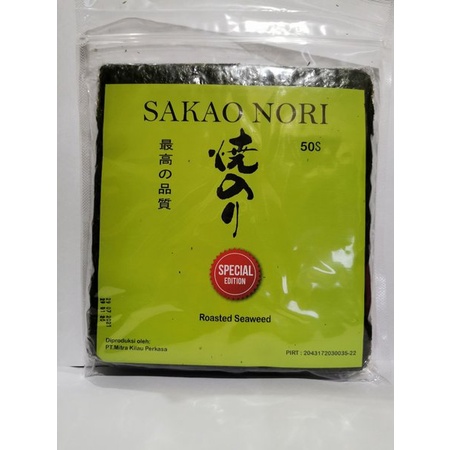 SAKAO NORI
50S
最高の品質
焼のり
SPECIAL
EDITION
Roasted Seaweed
Diproduksi oleh:
PT.Mitra Kilau Perkasa
PIRT : 2043172030035-22